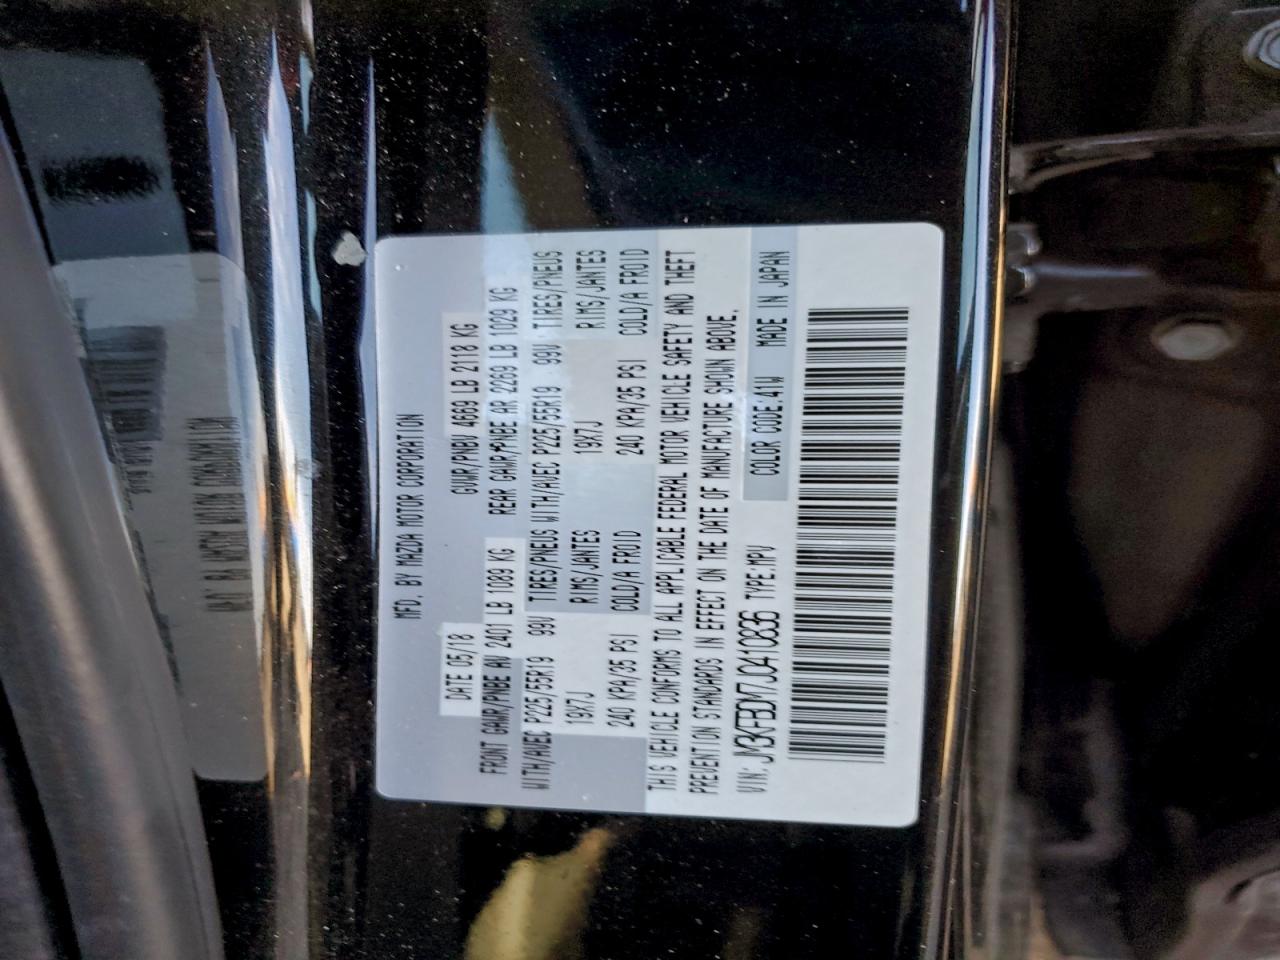 MFD. BY MAZDA MOTOR CORPORATION
DATE 05/18 GVWR/PNBV 4669 LB 2118 KG
FRONT GAWR/PNBE AV 2401 LB 1089 KG REAR GAWR/PNBE AR 2269 LB 1029 KG
WITH/AVEC P225/55R19 99V TIRES/PNEUS WITH/AVEC P225/55R19 99V TIRES/PNEUS
19X7J RIMS/JANTES 19X7J RIMS/JANTES
240 KPA/35 PSI COLD/A FROID 240 KPA/35 PSI COLD/A FROID
THIS VEHICLE CONFORMS TO ALL APPLICABLE FEDERAL MOTOR VEHICLE SAFETY AND THEFT
PREVENTION STANDARDS IN EFFECT ON THE DATE OF MANUFACTURE SHOWN ABOVE.
VIN: JM3KFBDM7J0410836 TYPE:MPV COLOR CODE:41W MADE IN JAPAN